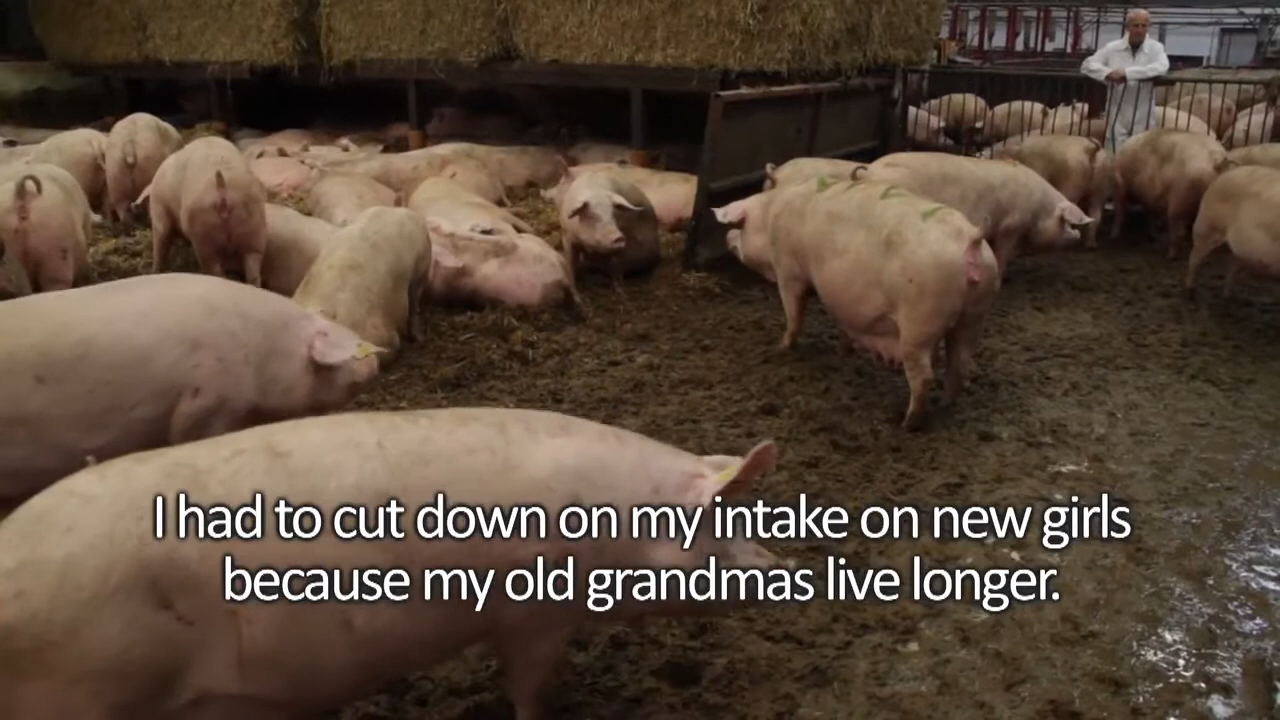 I had to cut down on my intake on new girls
because my old grandmas live longer.